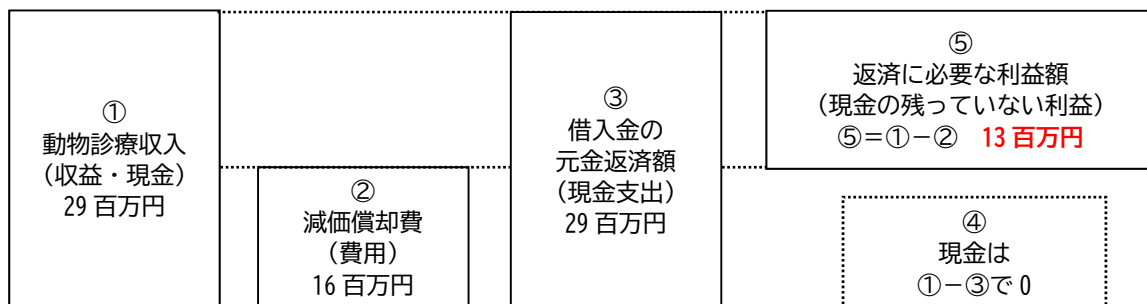 ①
動物診療収入
（収益・現金）
29 百万円
②
減価償却費
（費用）
16 百万円
③
借入金の
元金返済額
（現金支出）
29 百万円
⑤
返済に必要な利益額
（現金の残っていない利益）
⑤＝①－② 13 百万円
④
現金は
①－③で 0